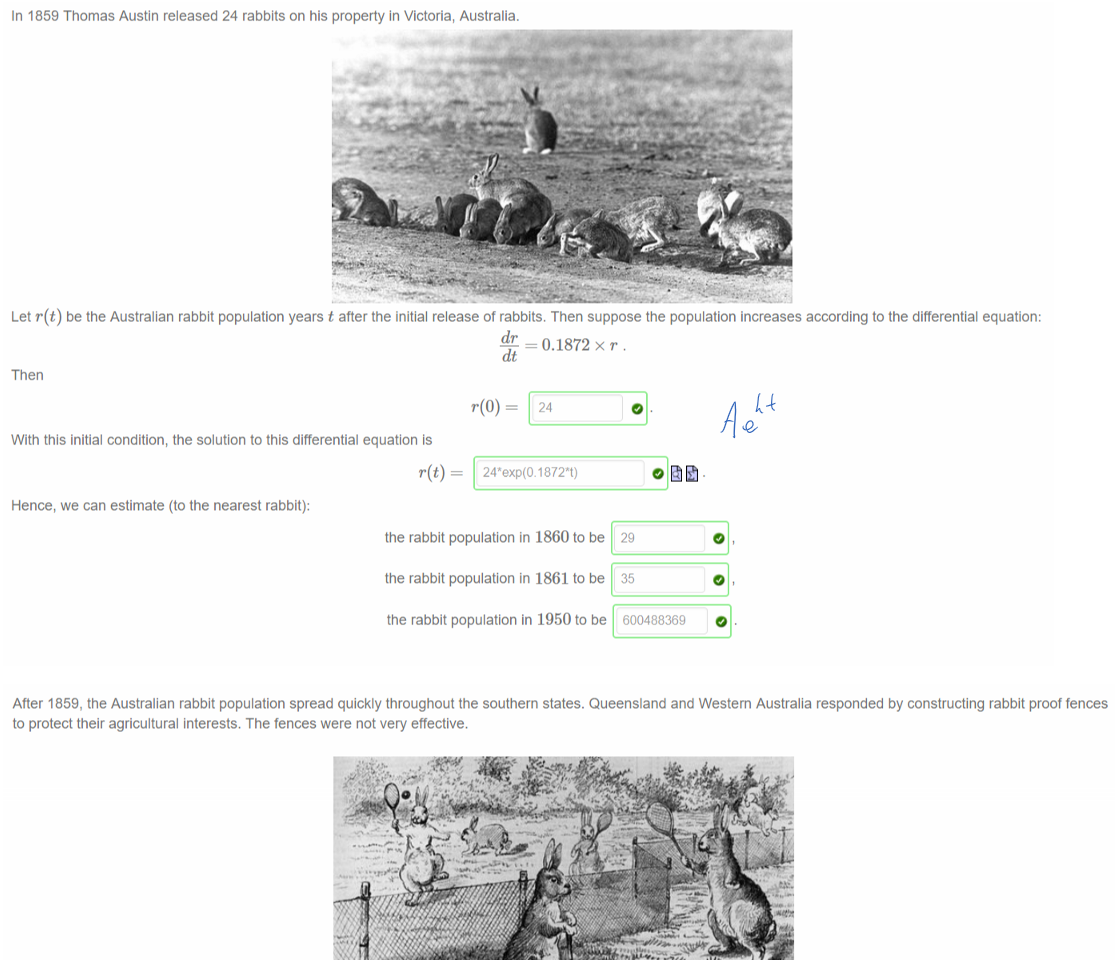 In 1859 Thomas Austin released 24 rabbits on his property in Victoria, Australia.
Let r(t) be the Australian rabbit population years t after the initial release of rabbits. Then suppose the population increases according to the differential equation:
dr/dt = 0.1872 × r .
Then
r(0) = 24 .
Ae^ht
With this initial condition, the solution to this differential equation is
r(t) = 24*exp(0.1872*t) .
Hence, we can estimate (to the nearest rabbit):
the rabbit population in 1860 to be 29 ,
the rabbit population in 1861 to be 35 ,
the rabbit population in 1950 to be 600488369 .
After 1859, the Australian rabbit population spread quickly throughout the southern states. Queensland and Western Australia responded by constructing rabbit proof fences
to protect their agricultural interests. The fences were not very effective.